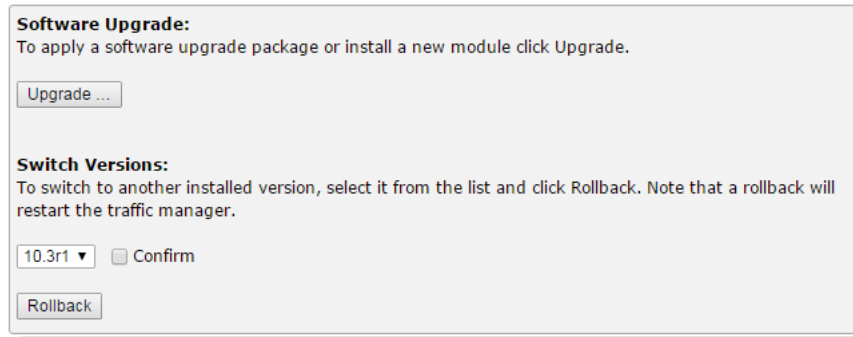 Software Upgrade:
To apply a software upgrade package or install a new module click Upgrade.
Upgrade ...
Switch Versions:
To switch to another installed version, select it from the list and click Rollback. Note that a rollback will
restart the traffic manager.
10.3r1 Confirm
Rollback